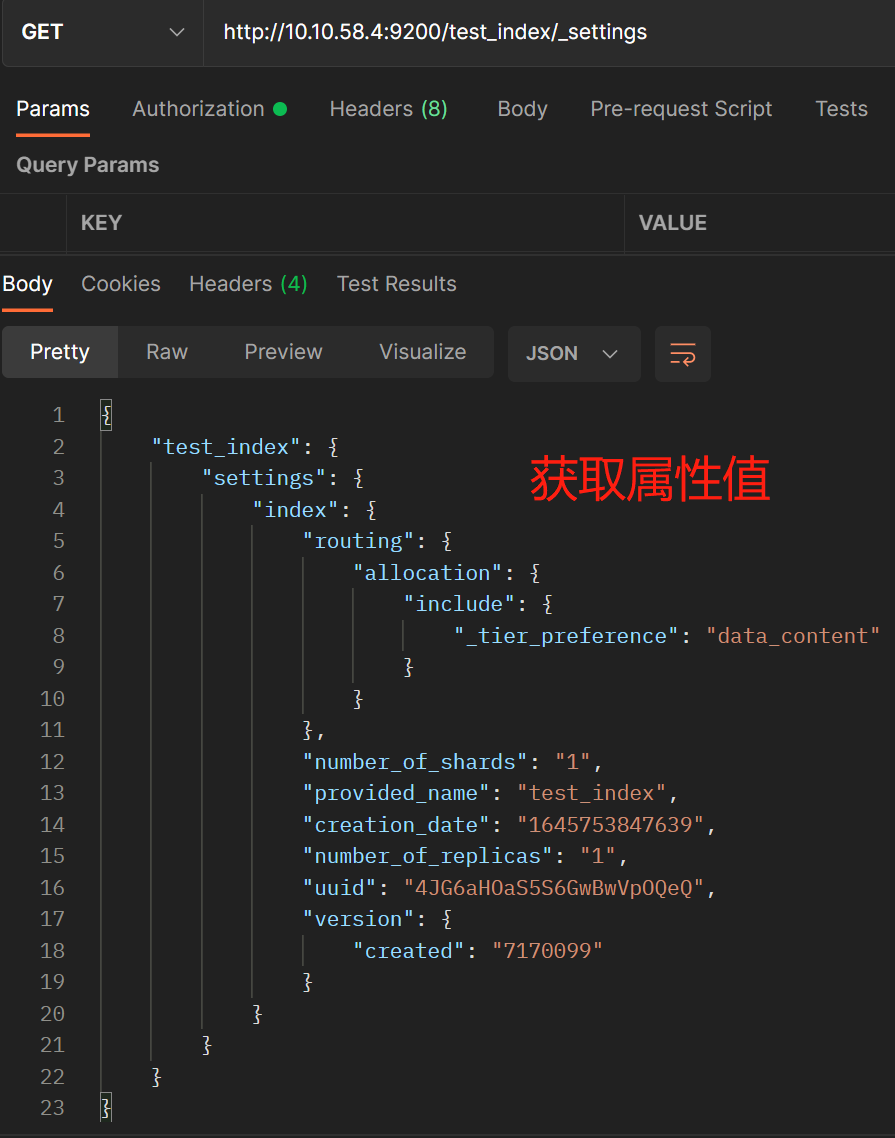 GET http://10.10.58.4:9200/test_index/_settings
Params Authorization Headers (8) Body Pre-request Script Tests
Query Params
KEY VALUE
Body Cookies Headers (4) Test Results
Pretty Raw Preview Visualize JSON
1 {
2 "test_index": {
获取属性值
3 "settings": {
4 "index": {
5 "routing": {
6 "allocation": {
7 "include": {
8 "_tier_preference": "data_content"
9 }
10 }
11 },
12 "number_of_shards": "1",
13 "provided_name": "test_index",
14 "creation_date": "1645753847639",
15 "number_of_replicas": "1",
16 "uuid": "4JG6aHOaS5S6GwBwVpOQeQ",
17 "version": {
18 "created": "7170099"
19 }
20 }
21 }
22 }
23 }